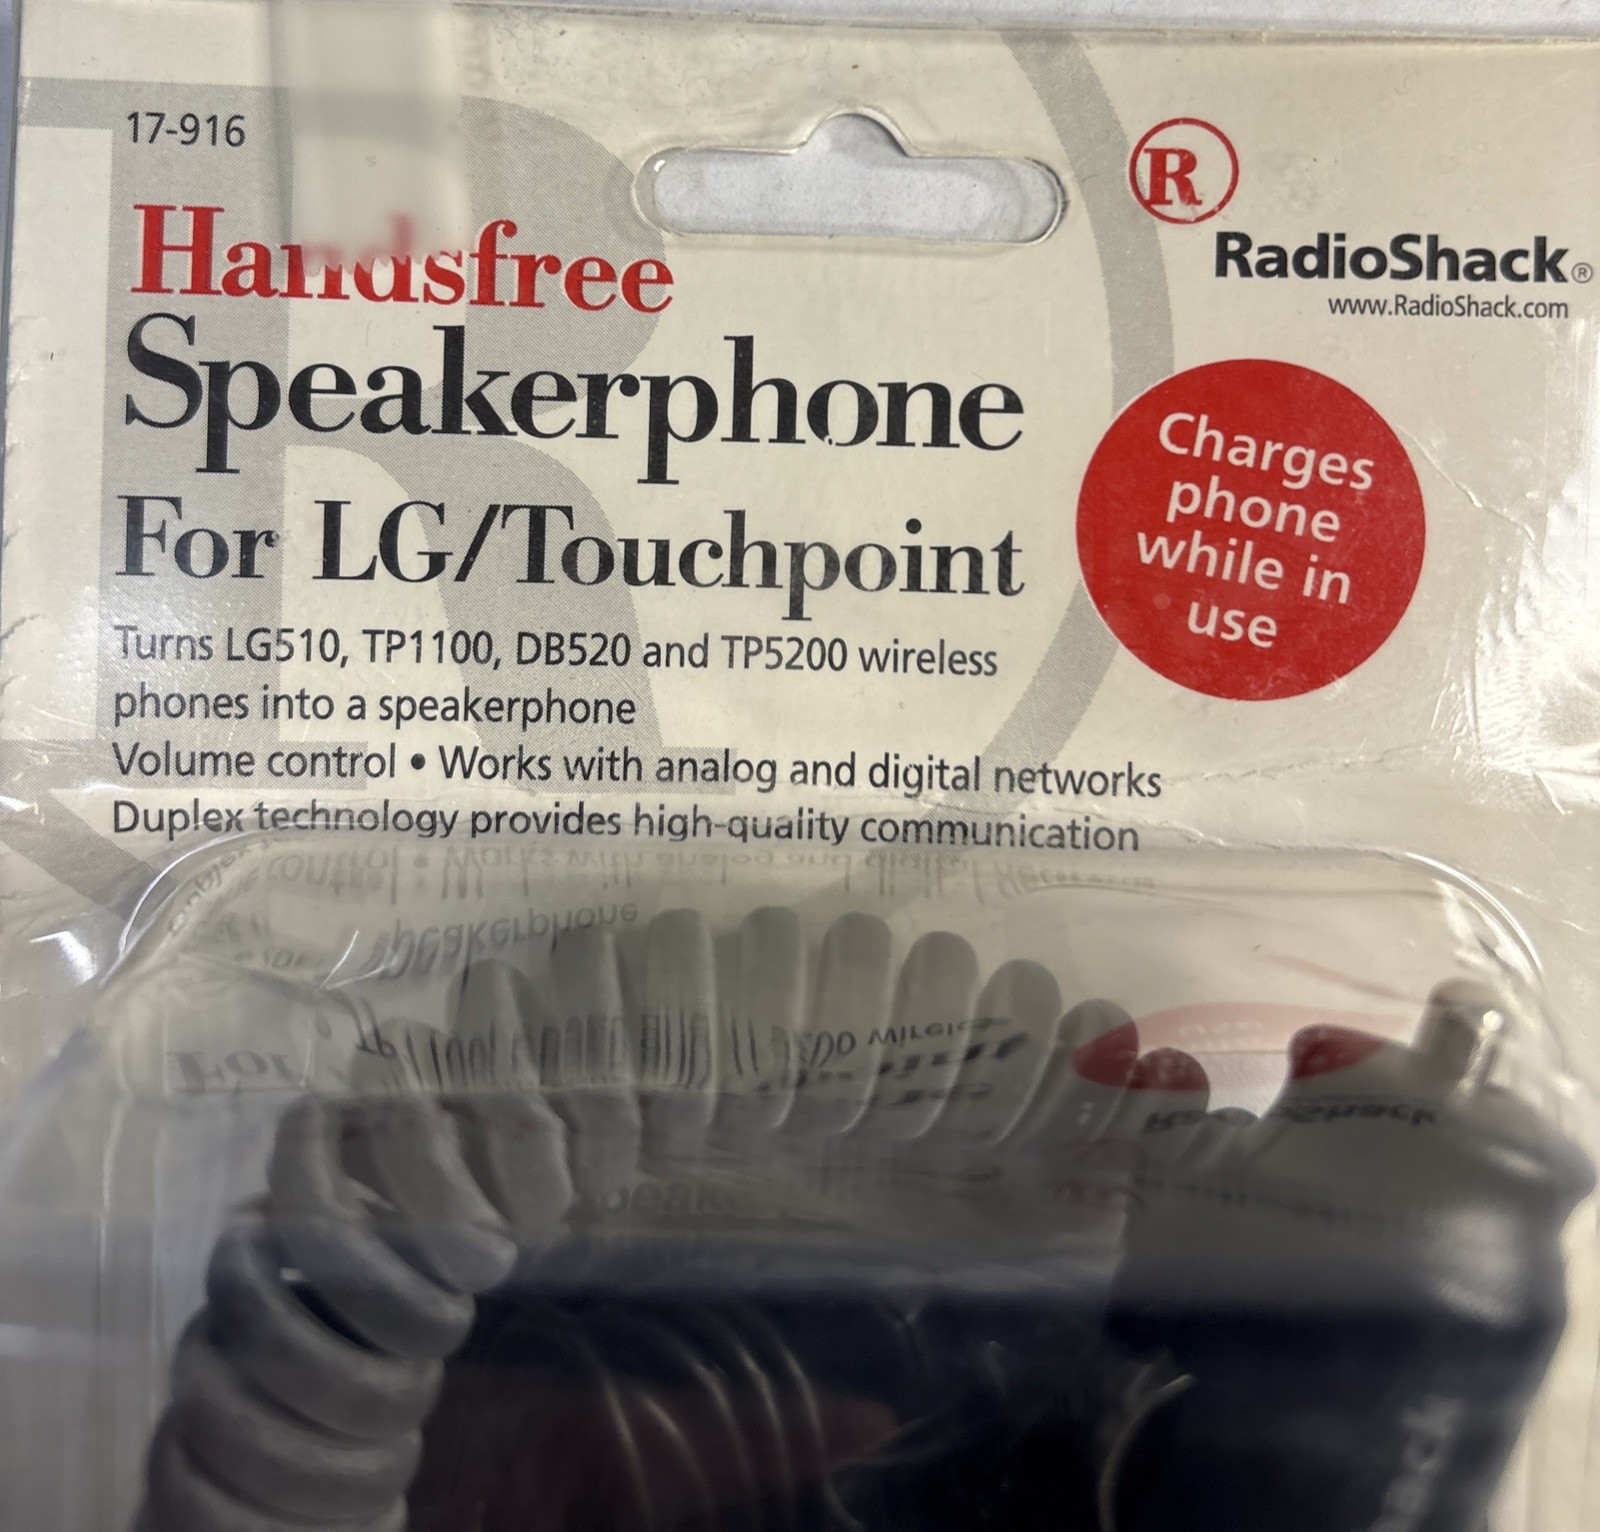 17-916
R
RadioShack®
www.RadioShack.com
Handsfree
Speakerphone
For LG/Touchpoint
Charges
phone
while in
use
Turns LG510, TP1100, DB520 and TP5200 wireless
phones into a speakerphone
Volume control • Works with analog and digital networks
Duplex technology provides high-quality communication